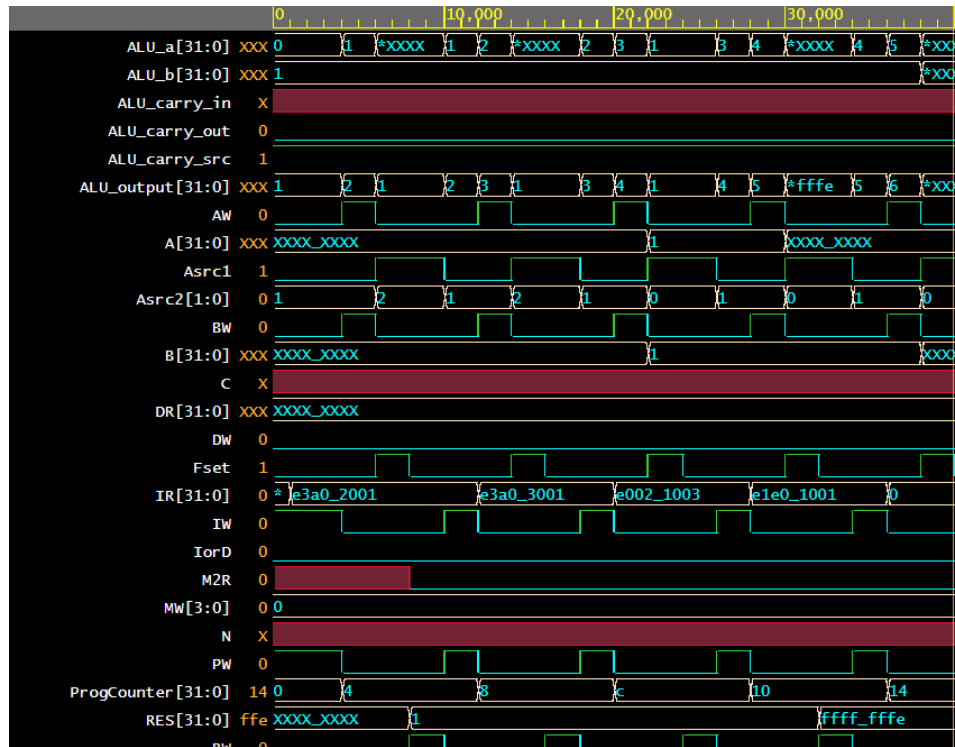 0 10,000 20,000 30,000
ALU_a[31:0] XXX 0 1 *XXXX 1 2 *XXXX 2 3 1 3 4 *XXXX 4 5 *XXX
ALU_b[31:0] XXX 1 *XXX
ALU_carry_in X
ALU_carry_out 0
ALU_carry_src 1
ALU_output[31:0] XXX 1 2 1 2 3 1 3 4 1 4 5 *fffe 5 6 *XXX
AW 0
A[31:0] XXX XXXX_XXXX 1 XXXX_XXXX
Asrc1 1
Asrc2[1:0] 0 1 2 1 2 1 0 1 0 1 0
BW 0
B[31:0] XXX XXXX_XXXX 1 XXXX
C X
DR[31:0] XXX XXXX_XXXX
DW 0
Fset 1
IR[31:0] 0 * e3a0_2001 e3a0_3001 e002_1003 e1e0_1001 0
IW 0
IorD 0
M2R 0
MW[3:0] 0 0
N X
PW 0
ProgCounter[31:0] 14 0 4 8 c 10 14
RES[31:0] ffe XXXX_XXXX 1 ffff_fffe